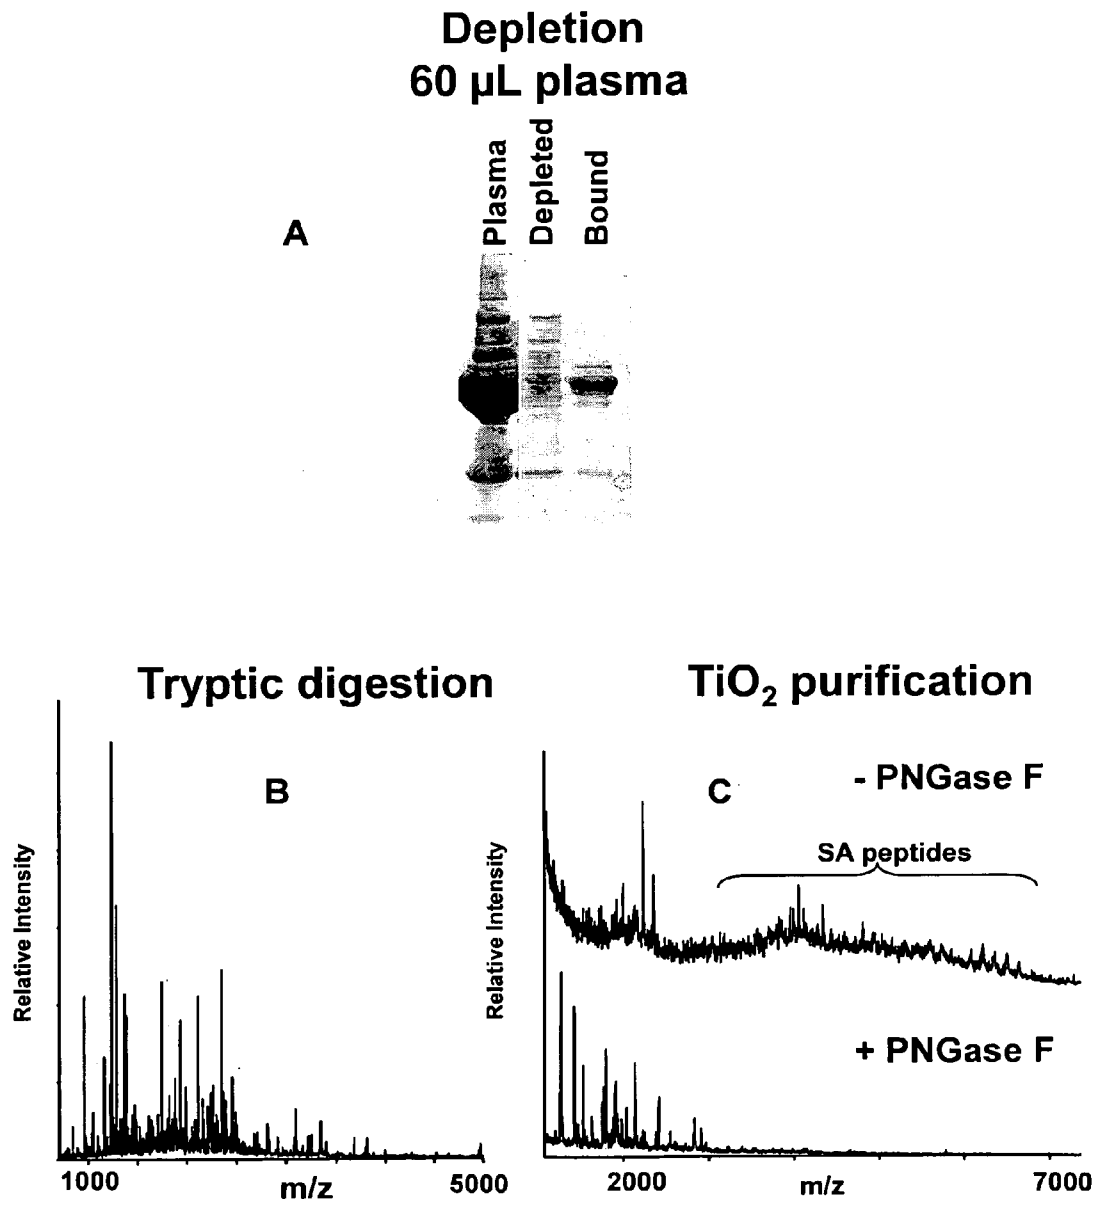 Depletion
60 µL plasma
Plasma
Depleted
Bound
A
Tryptic digestion
B
Relative Intensity
1000
m/z
5000
TiO₂ purification
C
- PNGase F
SA peptides
Relative Intensity
+ PNGase F
2000
m/z
7000